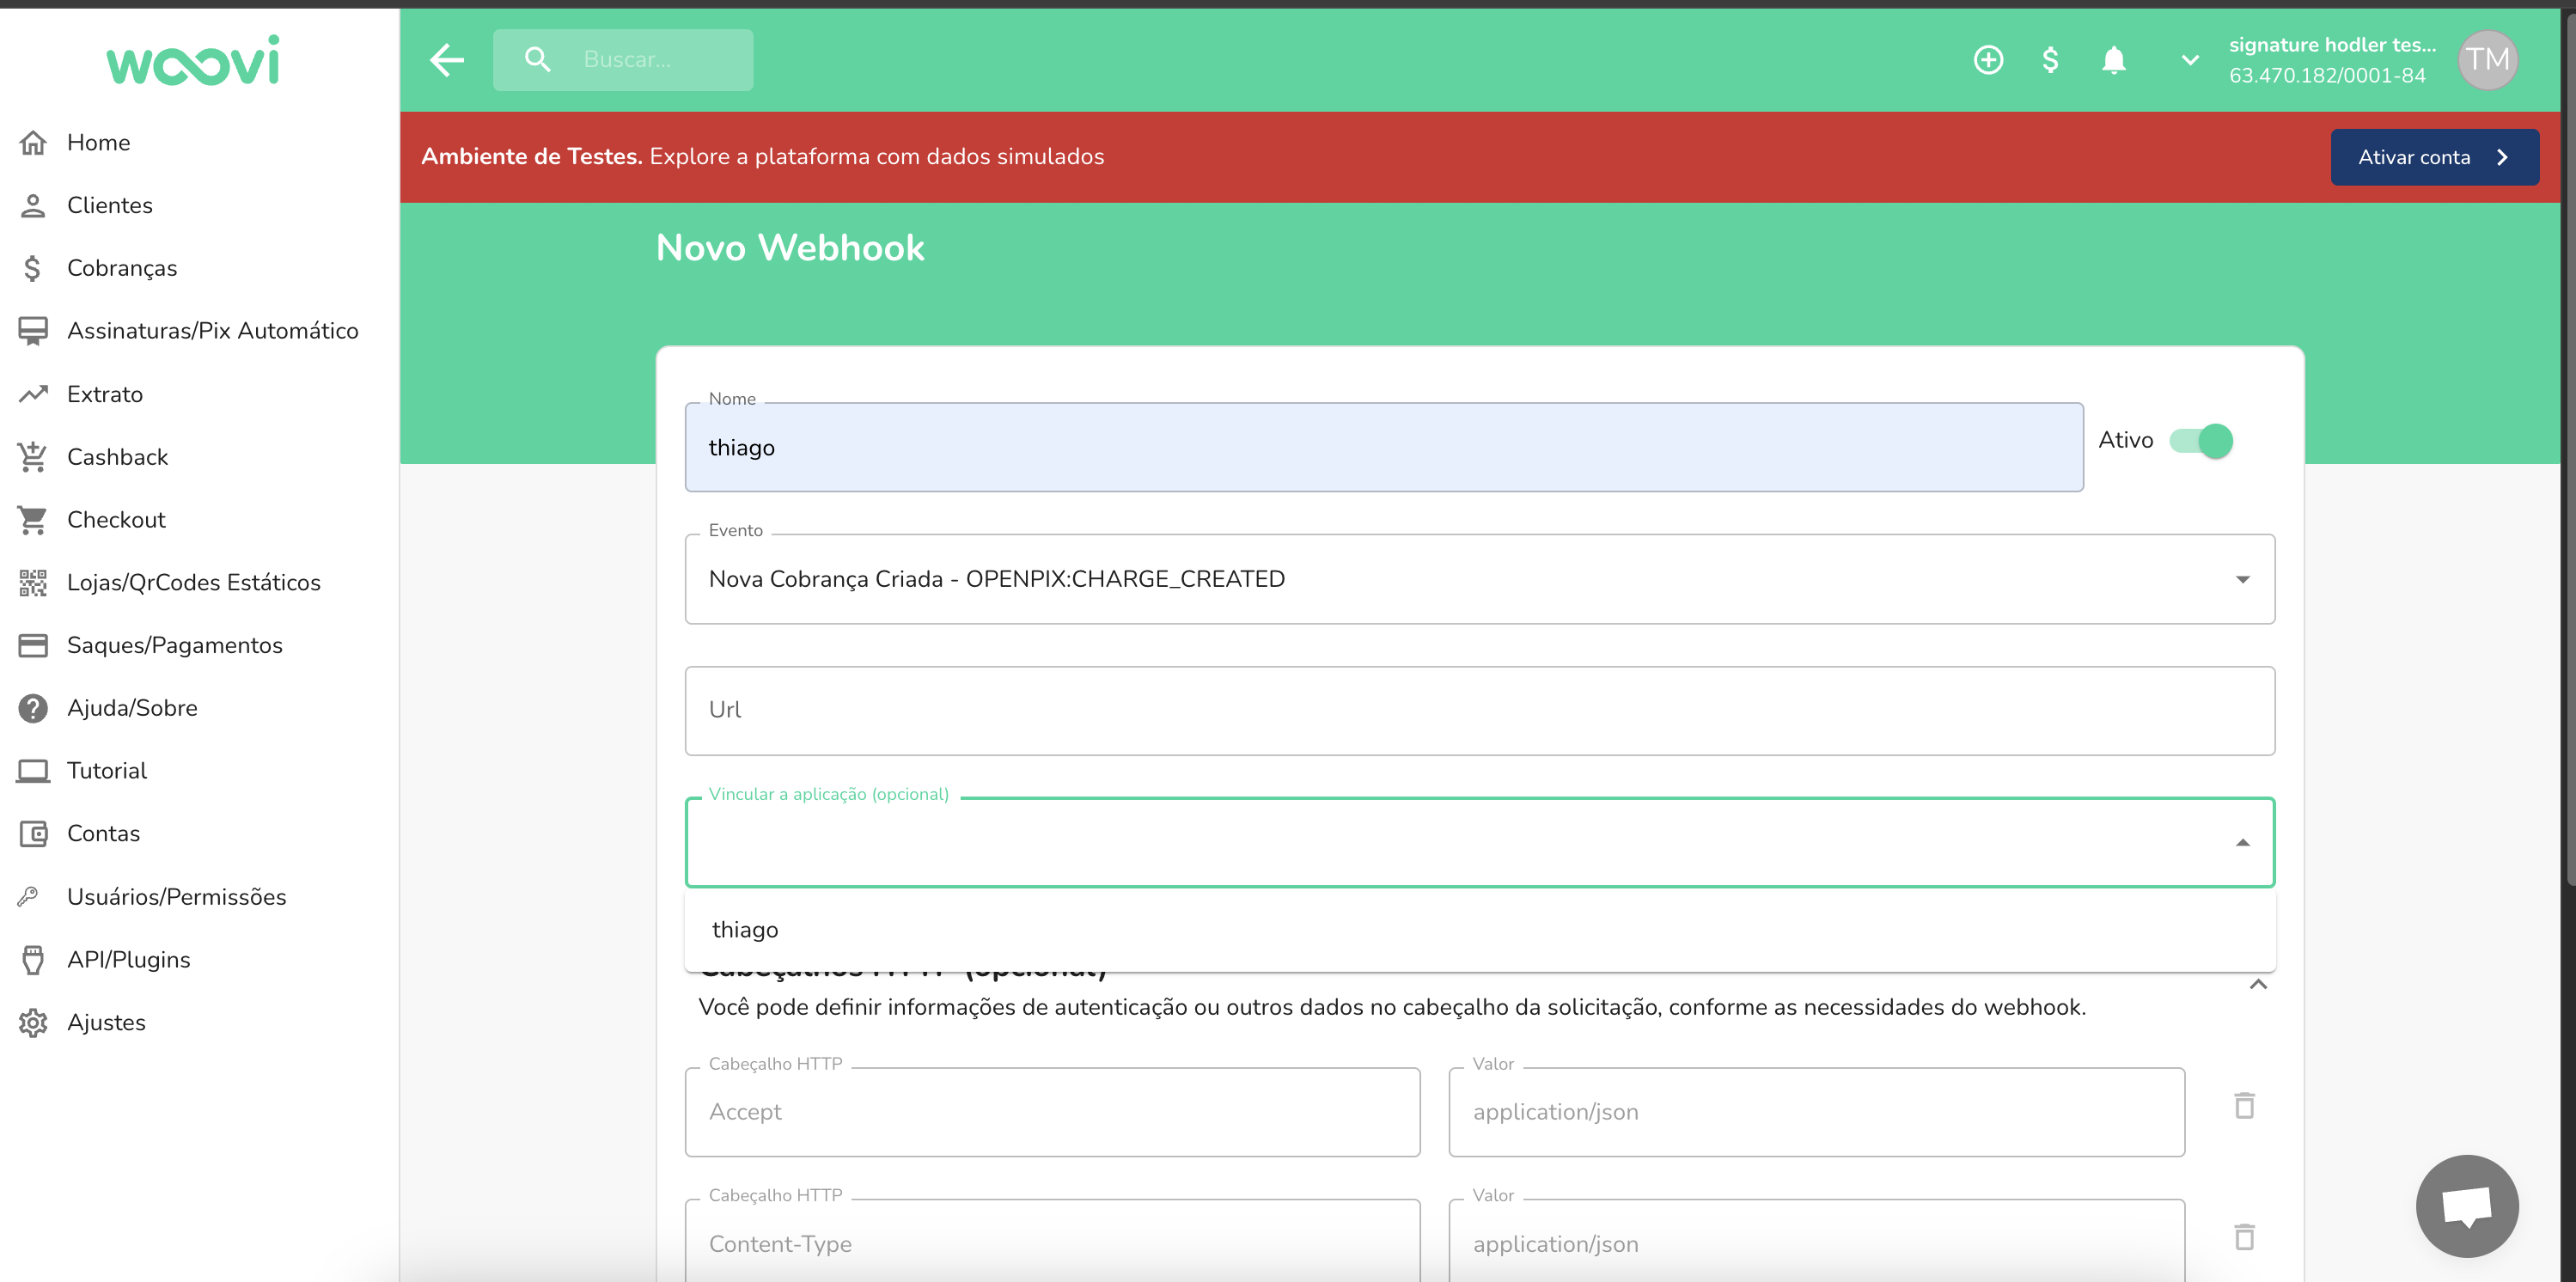 woovi
Home
Clientes
Cobranças
Assinaturas/Pix Automático
Extrato
Cashback
Checkout
Lojas/QrCodes Estáticos
Saques/Pagamentos
Ajuda/Sobre
Tutorial
Contas
Usuários/Permissões
API/Plugins
Ajustes
Buscar...
signature hodler tes...
63.470.182/0001-84
TM
Ambiente de Testes. Explore a plataforma com dados simulados
Ativar conta
Novo Webhook
Nome
thiago
Ativo
Evento
Nova Cobrança Criada - OPENPIX:CHARGE_CREATED
Url
Vincular a aplicação (opcional)
thiago
Cabeçalhos HTTP (opcional)
Você pode definir informações de autenticação ou outros dados no cabeçalho da solicitação, conforme as necessidades do webhook.
Cabeçalho HTTP
Accept
Valor
application/json
Cabeçalho HTTP
Content-Type
Valor
application/json